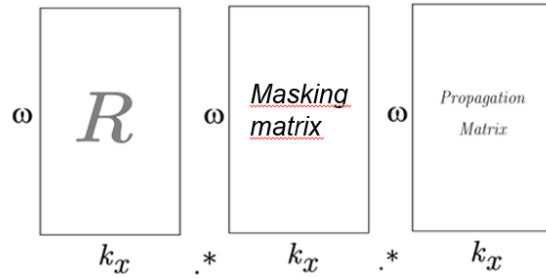 ω R ω Masking matrix ω Propagation Matrix
k_x .* k_x .* k_x